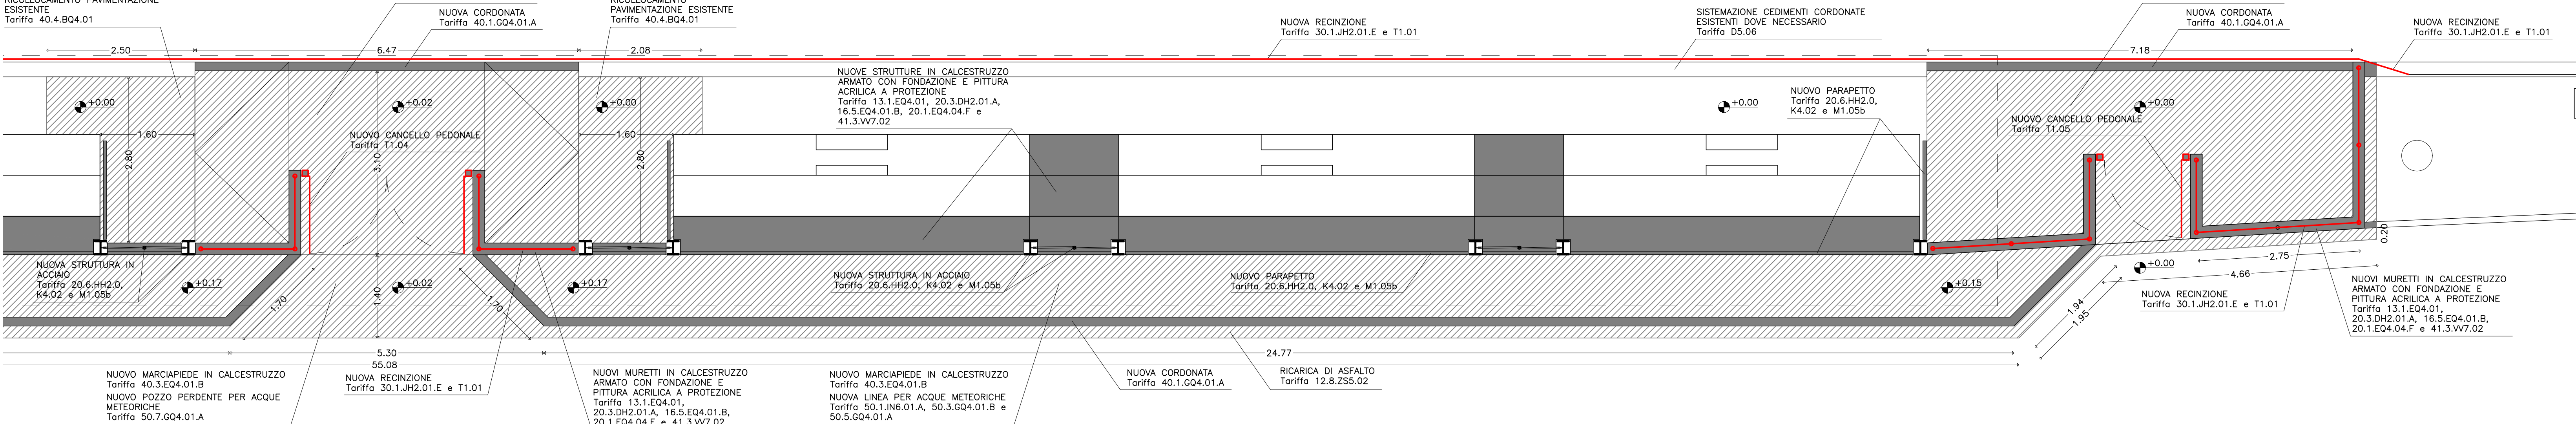 RICOLLOCAMENTO PAVIMENTAZIONE
ESISTENTE
Tariffa 40.4.BQ4.01
NUOVA CORDONATA
Tariffa 40.1.GQ4.01.A
RICOLLOCAMENTO
PAVIMENTAZIONE ESISTENTE
Tariffa 40.4.BQ4.01
NUOVA RECINZIONE
Tariffa 30.1.JH2.01.E e T1.01
SISTEMAZIONE CEDIMENTI CORDONATE
ESISTENTI DOVE NECESSARIO
Tariffa D5.06
NUOVA CORDONATA
Tariffa 40.1.GQ4.01.A
NUOVA RECINZIONE
Tariffa 30.1.JH2.01.E e T1.01
2.50
6.47
2.08
7.18
NUOVE STRUTTURE IN CALCESTRUZZO
ARMATO CON FONDAZIONE E PITTURA
ACRILICA A PROTEZIONE
Tariffa 13.1.EQ4.01, 20.3.DH2.01.A,
16.5.EQ4.01.B, 20.1.EQ4.04.F e
41.3.VV7.02
NUOVO PARAPETTO
Tariffa 20.6.HH2.0,
K4.02 e M1.05b
+0.00
+0.02
+0.00
+0.00
+0.00
1.60
NUOVO CANCELLO PEDONALE
Tariffa T1.04
1.60
NUOVO CANCELLO PEDONALE
Tariffa T1.05
2.80
3.10
2.80
0.20
NUOVA STRUTTURA IN
ACCIAIO
Tariffa 20.6.HH2.0,
K4.02 e M1.05b
+0.17
+0.02
+0.17
NUOVA STRUTTURA IN ACCIAIO
Tariffa 20.6.HH2.0, K4.02 e M1.05b
NUOVO PARAPETTO
Tariffa 20.6.HH2.0, K4.02 e M1.05b
+0.15
+0.00
2.75
4.66
1.70
1.40
1.70
1.94
1.95
NUOVA RECINZIONE
Tariffa 30.1.JH2.01.E e T1.01
NUOVI MURETTI IN CALCESTRUZZO
ARMATO CON FONDAZIONE E
PITTURA ACRILICA A PROTEZIONE
Tariffa 13.1.EQ4.01,
20.3.DH2.01.A, 16.5.EQ4.01.B,
20.1.EQ4.04.F e 41.3.VV7.02
5.30
24.77
55.08
NUOVO MARCIAPIEDE IN CALCESTRUZZO
Tariffa 40.3.EQ4.01.B
NUOVO POZZO PERDENTE PER ACQUE
METEORICHE
Tariffa 50.7.GQ4.01.A
NUOVA RECINZIONE
Tariffa 30.1.JH2.01.E e T1.01
NUOVI MURETTI IN CALCESTRUZZO
ARMATO CON FONDAZIONE E
PITTURA ACRILICA A PROTEZIONE
Tariffa 13.1.EQ4.01,
20.3.DH2.01.A, 16.5.EQ4.01.B,
20.1.EQ4.04.F e 41.3.VV7.02
NUOVO MARCIAPIEDE IN CALCESTRUZZO
Tariffa 40.3.EQ4.01.B
NUOVA LINEA PER ACQUE METEORICHE
Tariffa 50.1.IN6.01.A, 50.3.GQ4.01.B e
50.5.GQ4.01.A
NUOVA CORDONATA
Tariffa 40.1.GQ4.01.A
RICARICA DI ASFALTO
Tariffa 12.8.ZS5.02